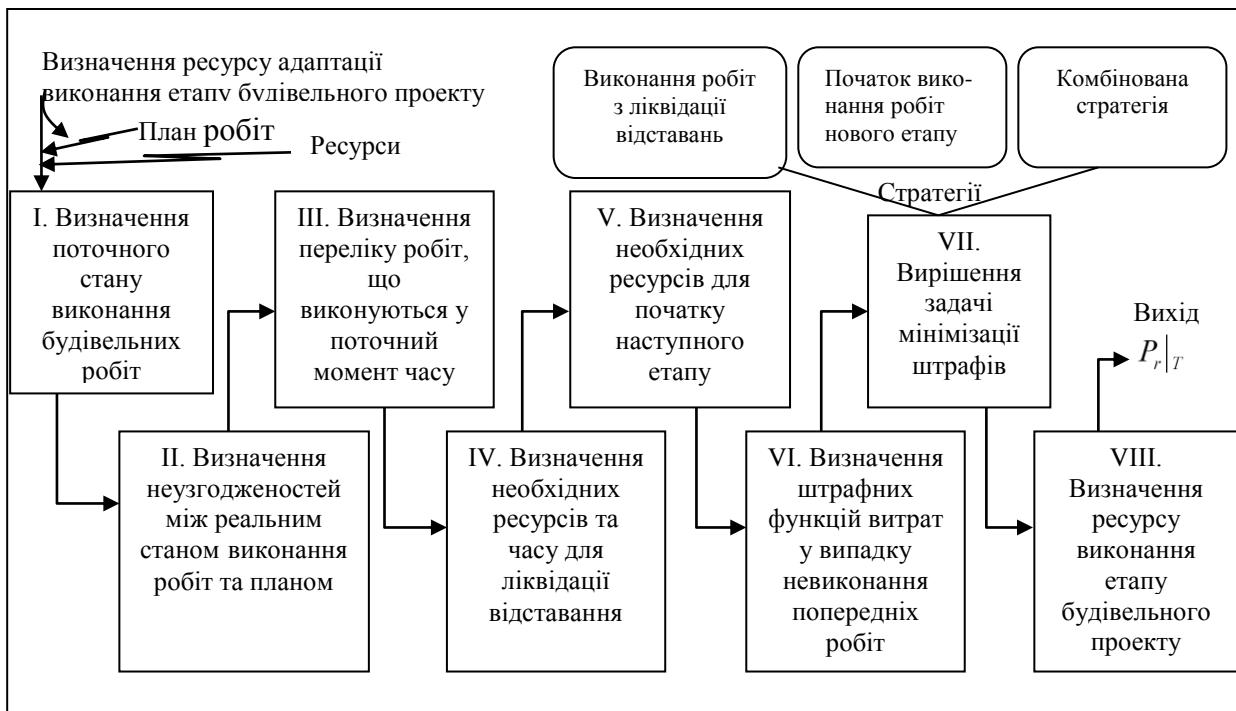 Визначення ресурсу адаптації
виконання етапу будівельного проекту
План робіт
Ресурси
Виконання робіт
з ліквідації
відставань
Початок вико-
нання робіт
нового етапу
Комбінована
стратегія
Стратегії
I. Визначення
поточного
стану
виконання
будівельних
робіт
II. Визначення
неузгодженостей
між реальним
станом виконання
робіт та планом
III. Визначення
переліку робіт,
що
виконуються у
поточний
момент часу
IV. Визначення
необхідних
ресурсів та
часу для
ліквідації
відставання
V. Визначення
необхідних
ресурсів для
початку
наступного
етапу
VI. Визначення
штрафних
функцій витрат
у випадку
невиконання
попередніх
робіт
VII.
Вирішення
задачі
мінімізації
штрафів
VIII.
Визначення
ресурсу
виконання
етапу
будівельного
проекту
Вихід
P_r|_T